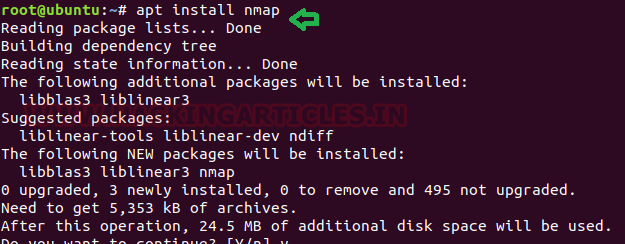 root@ubuntu:~# apt install nmap
Reading package lists... Done
Building dependency tree
Reading state information... Done
The following additional packages will be installed:
  libblas3 liblinear3
KINGARTICLES.IN
Suggested packages:
  liblinear-tools liblinear-dev ndiff
The following NEW packages will be installed:
  libblas3 liblinear3 nmap
0 upgraded, 3 newly installed, 0 to remove and 495 not upgraded.
Need to get 5,353 kB of archives.
After this operation, 24.5 MB of additional disk space will be used.
Do you want to continue? [Y/n] y